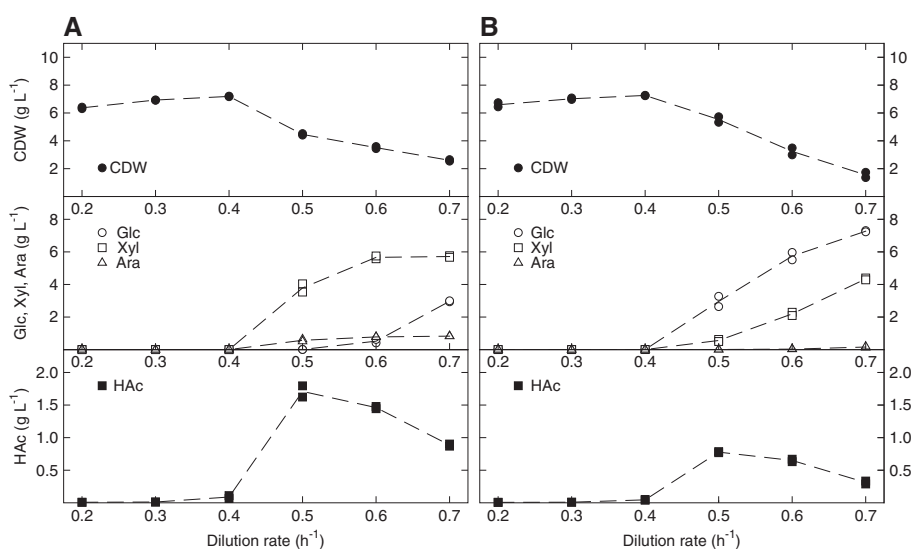 A B
10 10
8 8
CDW (g L⁻¹) 6 6
4 4
2 CDW CDW 2
0.2 0.3 0.4 0.5 0.6 0.7 0.2 0.3 0.4 0.5 0.6 0.7
8 8
Glc Glc
Glc, Xyl, Ara (g L⁻¹) 6 Xyl Xyl 6
Ara Ara
4 4
2 2
0.2 0.3 0.4 0.5 0.6 0.7 0.2 0.3 0.4 0.5 0.6 0.7
2.0 HAc HAc 2.0
HAc (g L⁻¹) 1.5 1.5
1.0 1.0
0.5 0.5
0.2 0.3 0.4 0.5 0.6 0.7 0.2 0.3 0.4 0.5 0.6 0.7
Dilution rate (h⁻¹) Dilution rate (h⁻¹)